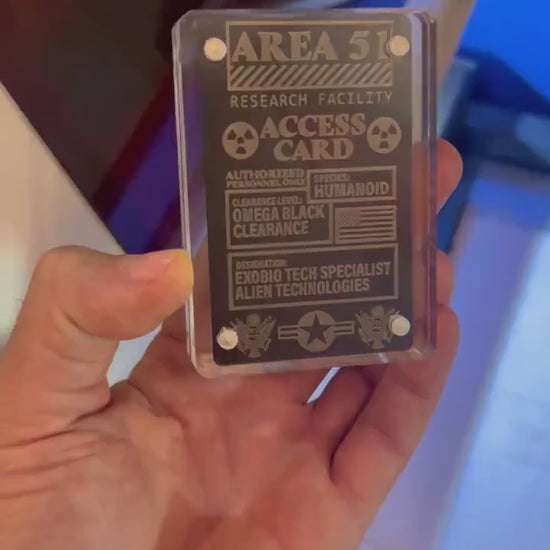 AREA 51
RESEARCH FACILITY
ACCESS
CARD
AUTHORIZED
PERSONNEL ONLY
SPECIES:
HUMANOID
CLEARANCE LEVEL:
OMEGA BLACK
CLEARANCE
DESIGNATION:
EXOBIO TECH SPECIALIST
ALIEN TECHNOLOGIES